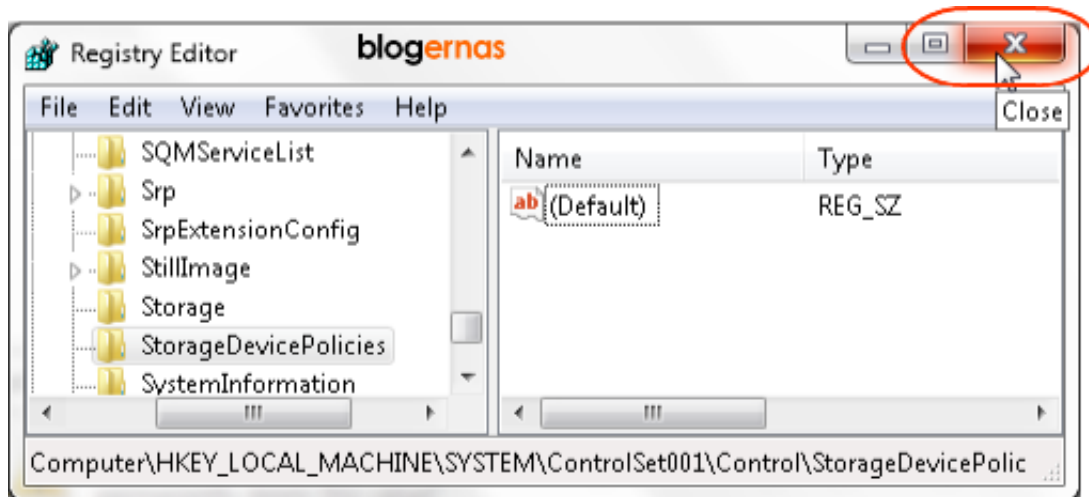 Registry Editor
blogernas
File Edit View Favorites Help
Close
SQMServiceList
Srp
SrpExtensionConfig
StillImage
Storage
StorageDevicePolicies
SystemInformation
Name Type
ab (Default) REG_SZ
Computer\HKEY_LOCAL_MACHINE\SYSTEM\ControlSet001\Control\StorageDevicePolic